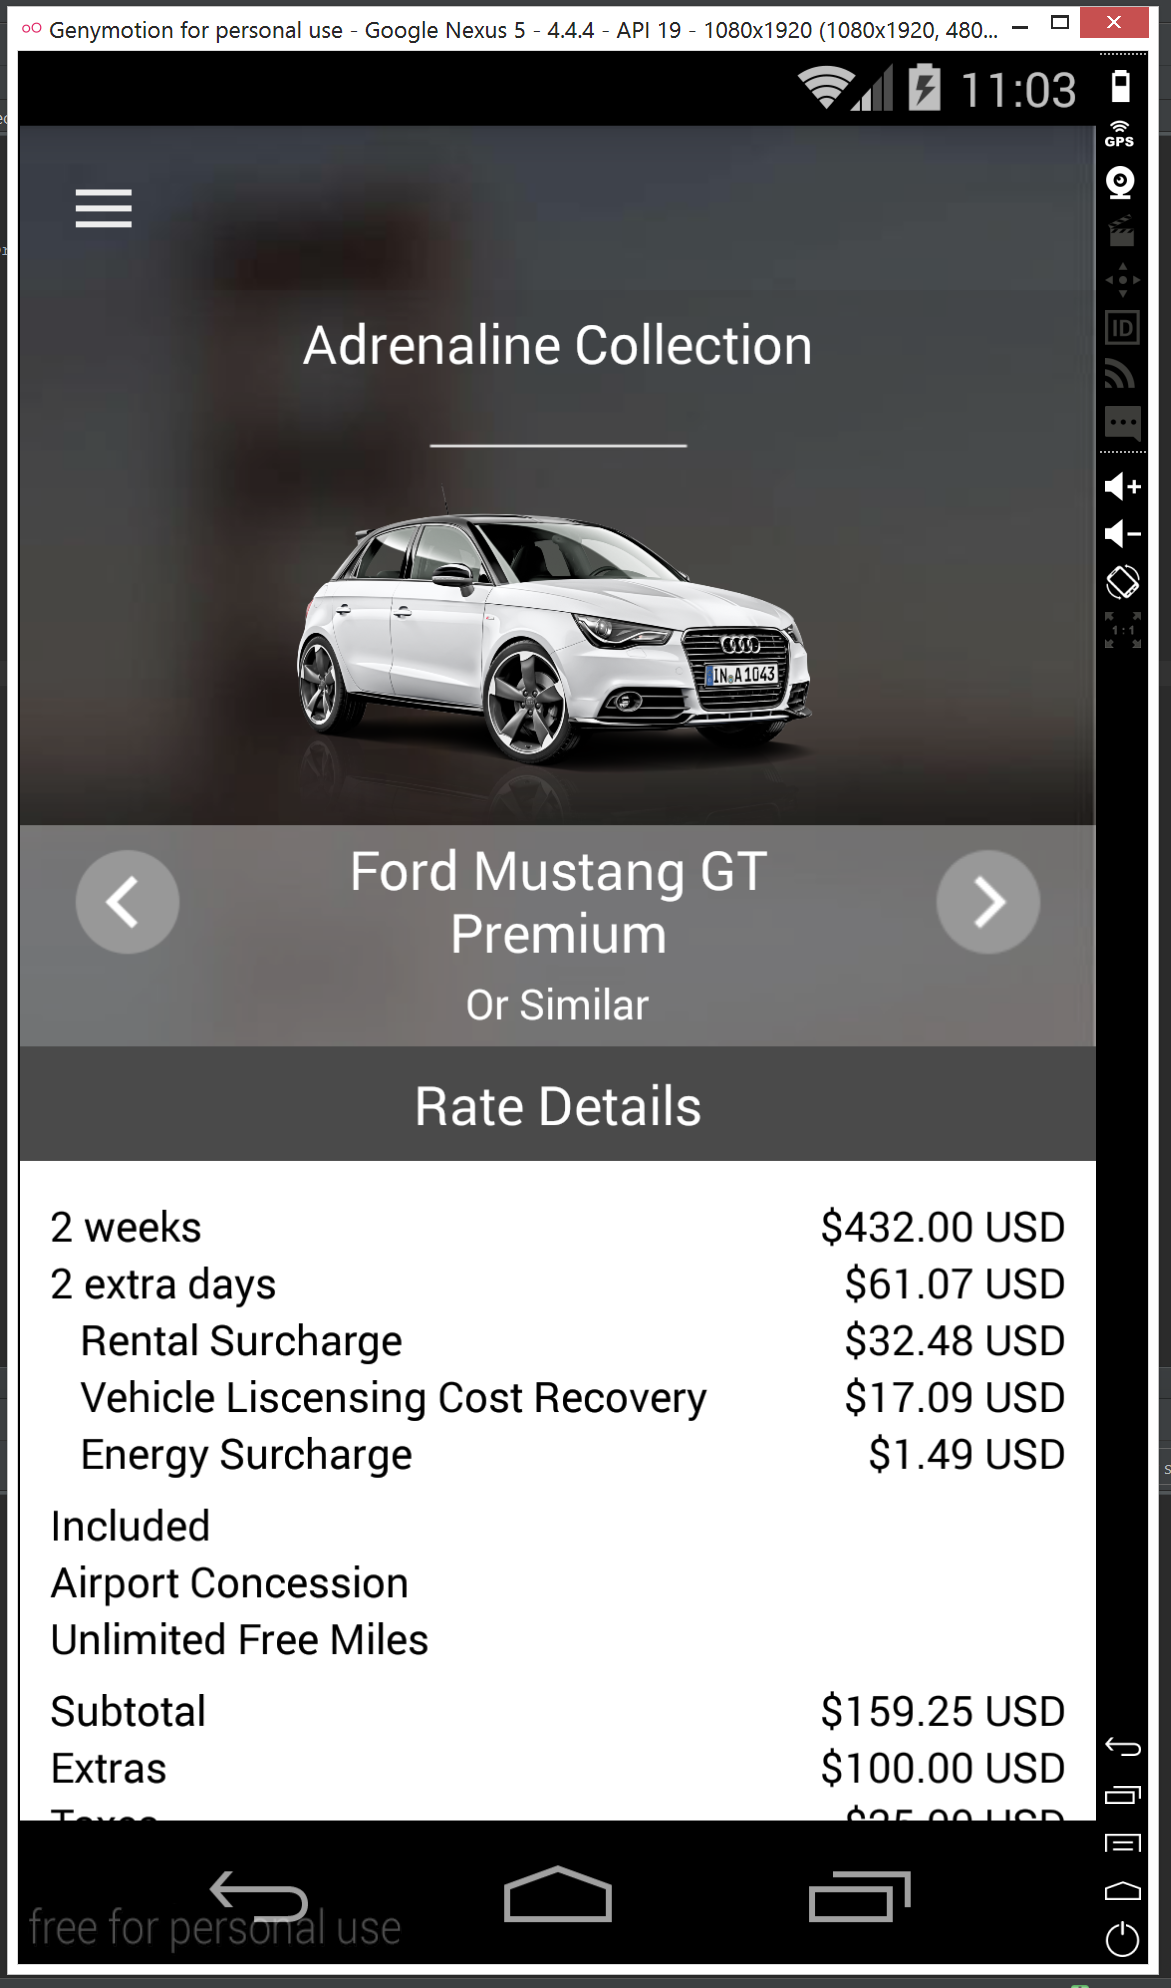 Genymotion for personal use - Google Nexus 5 - 4.4.4 - API 19 - 1080x1920 (1080x1920, 480...
11:03
GPS
ID
Adrenaline Collection
1:1
IN A 1043
Ford Mustang GT
Premium
Or Similar
Rate Details
2 weeks $432.00 USD
2 extra days $61.07 USD
Rental Surcharge $32.48 USD
Vehicle Liscensing Cost Recovery $17.09 USD
Energy Surcharge $1.49 USD
Included
Airport Concession
Unlimited Free Miles
Subtotal $159.25 USD
Extras $100.00 USD
Taxes
free for personal use